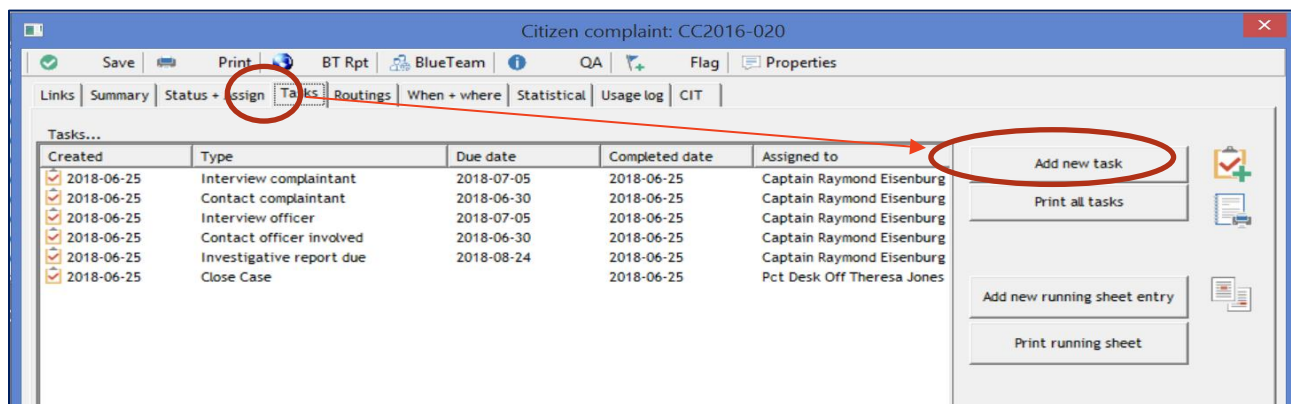 Citizen complaint: CC2016-020
Save Print BT Rpt BlueTeam QA Flag Properties
Links Summary Status + Assign Tasks Routings When + where Statistical Usage log CIT
Tasks...
Created Type Due date Completed date Assigned to
2018-06-25 Interview complaintant 2018-07-05 2018-06-25 Captain Raymond Eisenburg
2018-06-25 Contact complaintant 2018-06-30 2018-06-25 Captain Raymond Eisenburg
2018-06-25 Interview officer 2018-07-05 2018-06-25 Captain Raymond Eisenburg
2018-06-25 Contact officer involved 2018-06-30 2018-06-25 Captain Raymond Eisenburg
2018-06-25 Investigative report due 2018-08-24 2018-06-25 Captain Raymond Eisenburg
2018-06-25 Close Case 2018-06-25 Pct Desk Off Theresa Jones
Add new task
Print all tasks
Add new running sheet entry
Print running sheet